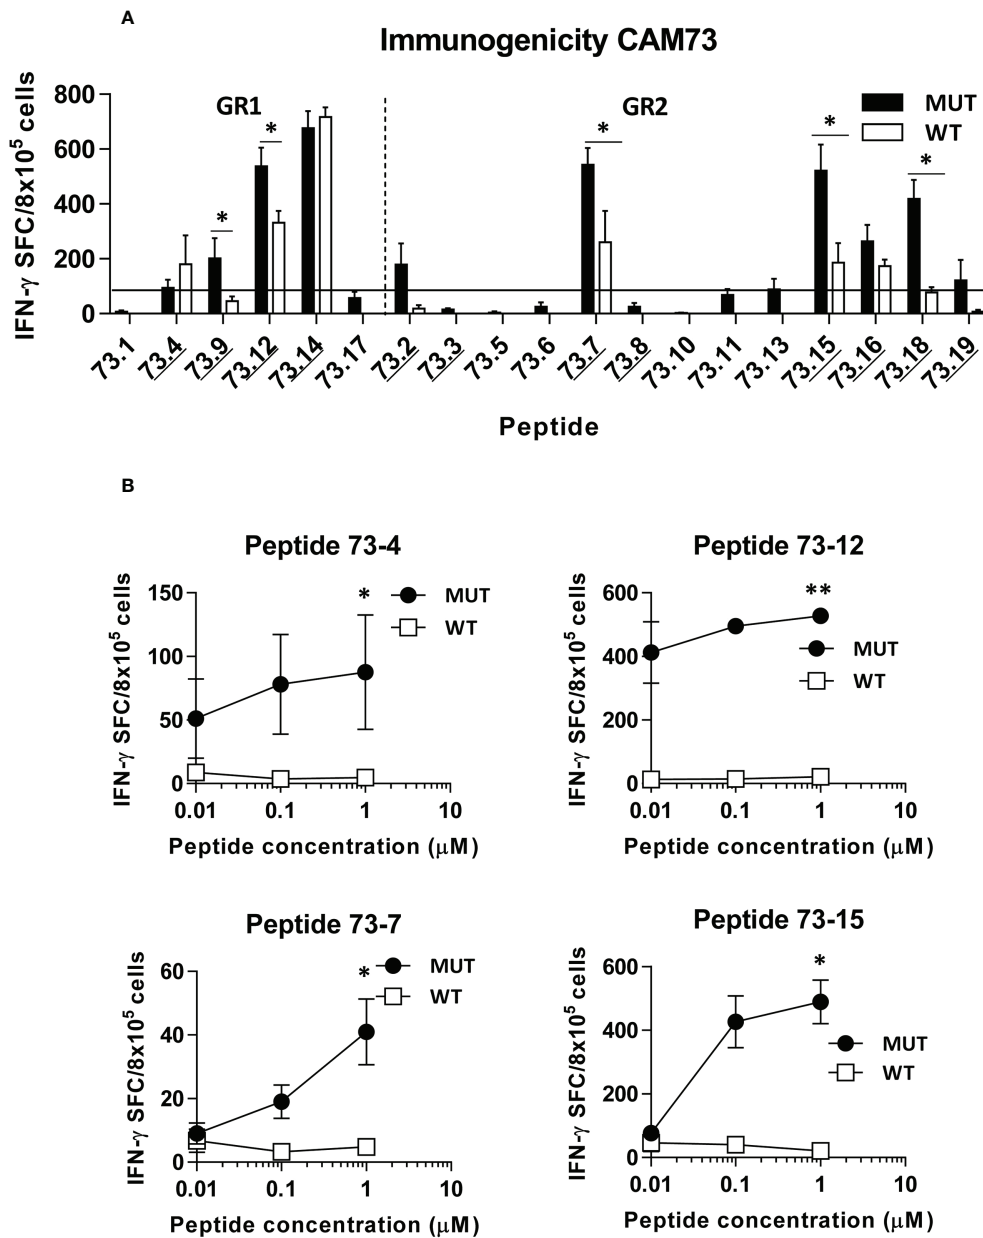 A
Immunogenicity CAM73
IFN-γ SFC/8x10⁵ cells
800
600
400
200
0
GR1
GR2
MUT
WT
*
*
*
*
*
73.1
73.4
73.9
73.12
73.14
73.17
73.2
73.3
73.5
73.6
73.7
73.8
73.10
73.11
73.13
73.15
73.16
73.18
73.19
Peptide
B
Peptide 73-4
IFN-γ SFC/8x10⁵ cells
150
100
50
0
*
MUT
WT
0.01 0.1 1 10
Peptide concentration (μM)
Peptide 73-12
IFN-γ SFC/8x10⁵ cells
600
400
200
0
**
MUT
WT
0.01 0.1 1 10
Peptide concentration (μM)
Peptide 73-7
IFN-γ SFC/8x10⁵ cells
60
40
20
0
*
MUT
WT
0.01 0.1 1 10
Peptide concentration (μM)
Peptide 73-15
IFN-γ SFC/8x10⁵ cells
600
400
200
0
*
MUT
WT
0.01 0.1 1 10
Peptide concentration (μM)